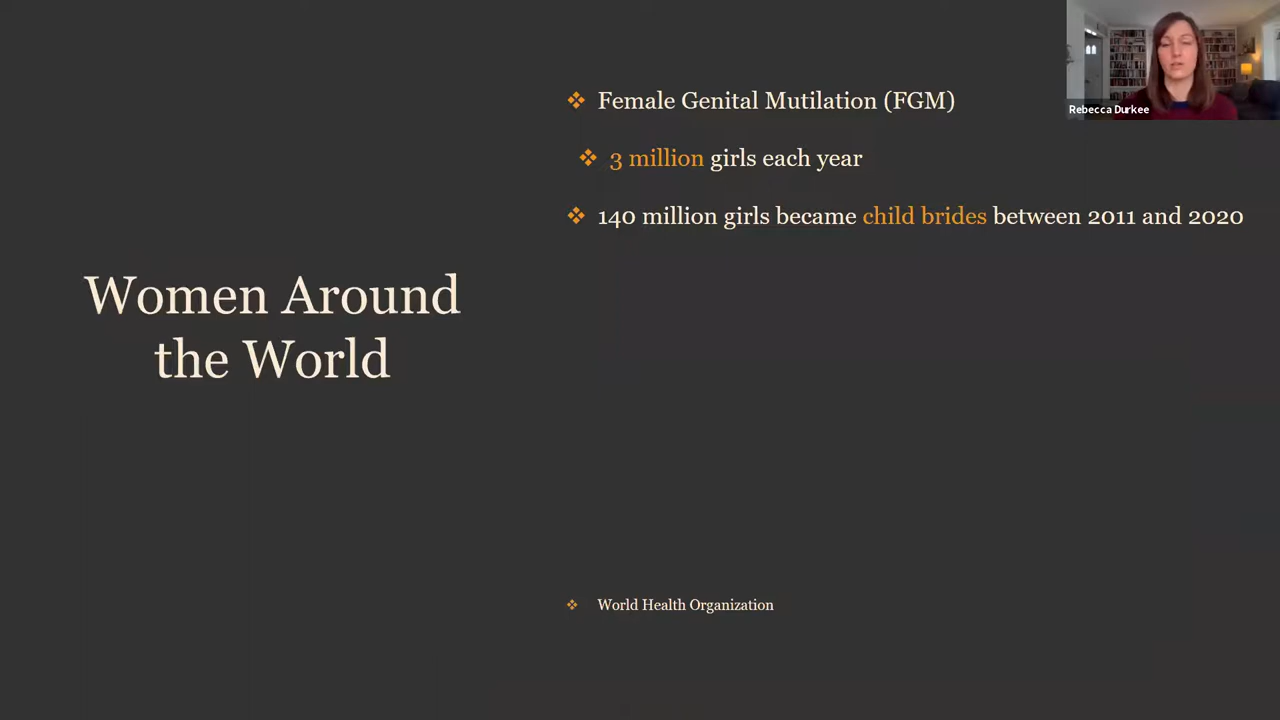 Women Around
the World
❖ Female Genital Mutilation (FGM)
❖ 3 million girls each year
❖ 140 million girls became child brides between 2011 and 2020
❖ World Health Organization
Rebecca Durkee